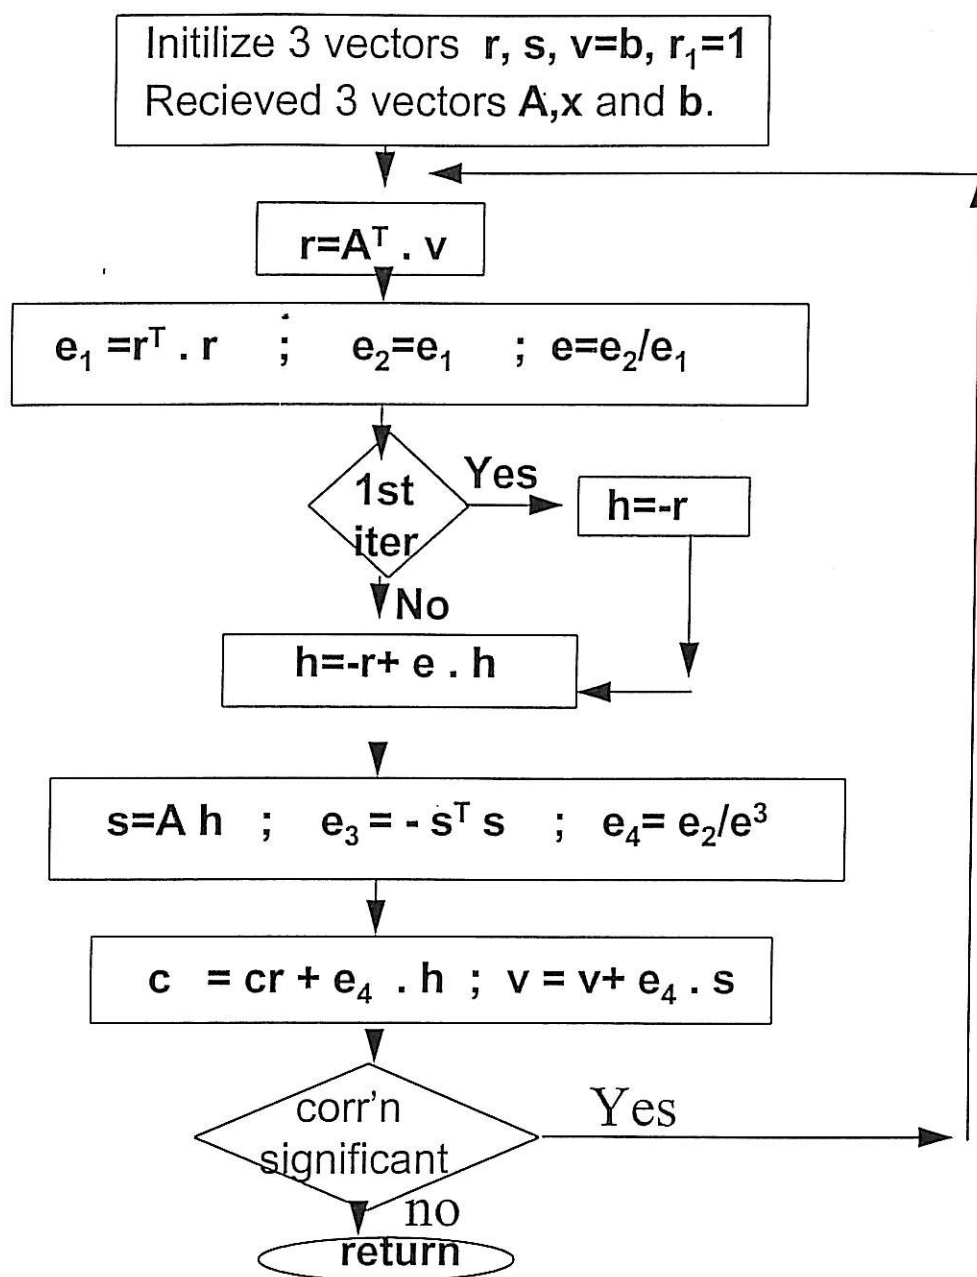 Initilize 3 vectors r, s, v=b, r₁=1
Recieved 3 vectors A,x and b.
r=Aᵀ . v
e₁ =rᵀ . r ; e₂=e₁ ; e=e₂/e₁
1st
iter
Yes
h=-r
No
h=-r+ e . h
s=A h ; e₃ = - sᵀ s ; e₄= e₂/e³
c = cr + e₄ . h ; v = v+ e₄ . s
corr'n
significant
Yes
no
return